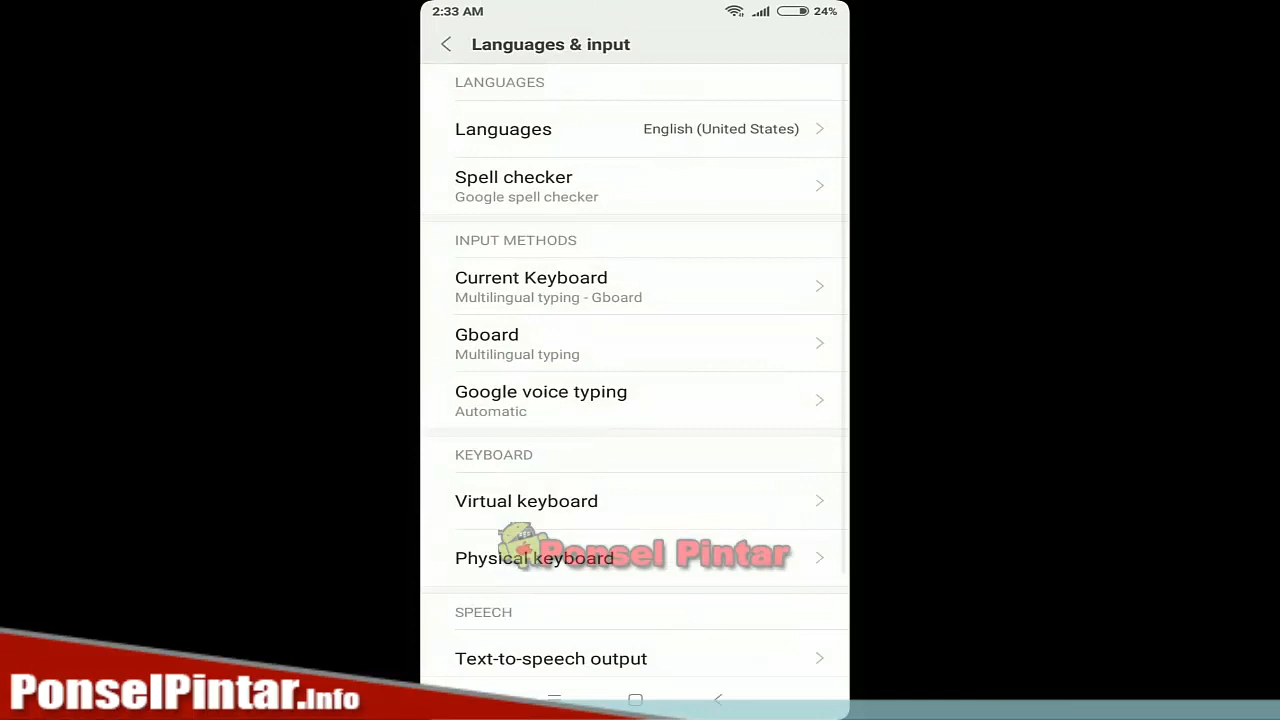 2:33 AM 24%
Languages & input
LANGUAGES
Languages English (United States)
Spell checker
Google spell checker
INPUT METHODS
Current Keyboard
Multilingual typing - Gboard
Gboard
Multilingual typing
Google voice typing
Automatic
KEYBOARD
Virtual keyboard
Ponsel Pintar
Physical keyboard
SPEECH
Text-to-speech output
PonselPintar.Info